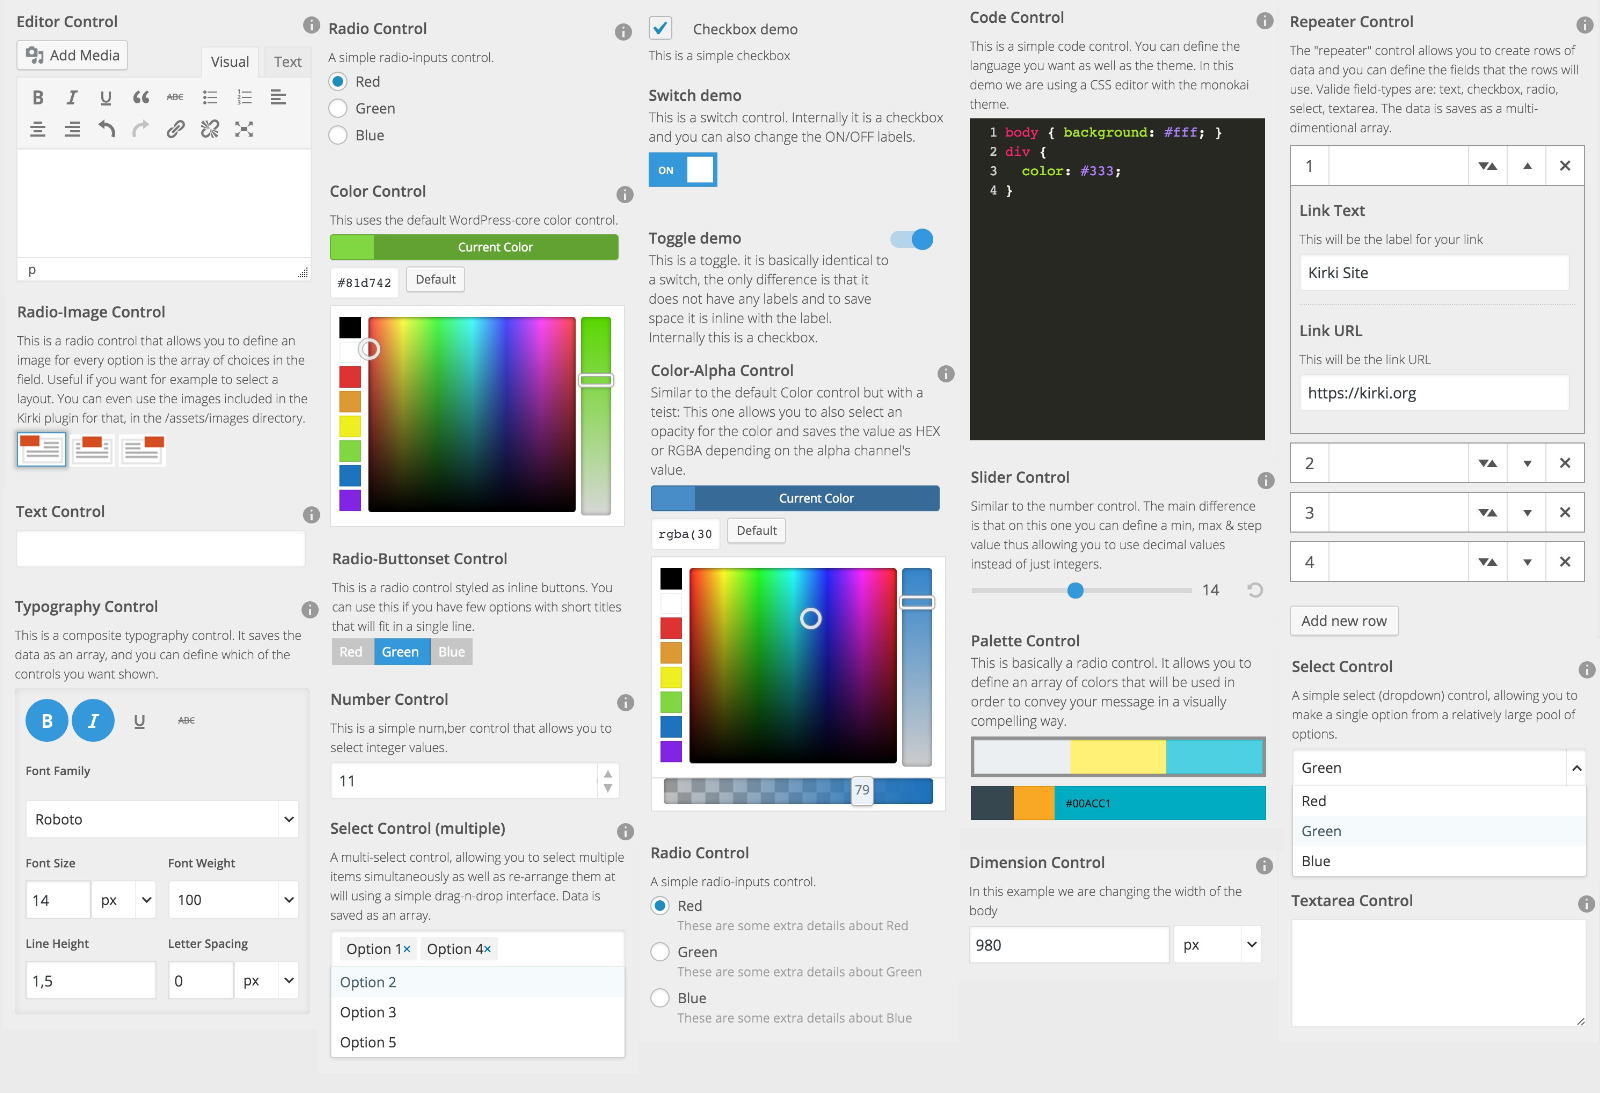 Editor Control
Add Media
Visual
Text
B I U “ ABC
p
Radio-Image Control
This is a radio control that allows you to define an
image for every option is the array of choices in the
field. Useful if you want for example to select a
layout. You can even use the images included in the
Kirki plugin for that, in the /assets/images directory.
Text Control
Typography Control
This is a composite typography control. It saves the
data as an array, and you can define which of the
controls you want shown.
B I U ABC
Font Family
Roboto
Font Size
Font Weight
14 px
100
Line Height
Letter Spacing
1,5
0 px
Radio Control
A simple radio-inputs control.
Red
Green
Blue
Color Control
This uses the default WordPress-core color control.
Current Color
#81d742
Default
Radio-Buttonset Control
This is a radio control styled as inline buttons. You
can use this if you have few options with short titles
that will fit in a single line.
Red Green Blue
Number Control
This is a simple num,ber control that allows you to
select integer values.
11
Select Control (multiple)
A multi-select control, allowing you to select multiple
items simultaneously as well as re-arrange them at
will using a simple drag-n-drop interface. Data is
saved as an array.
Option 1× Option 4×
Option 2
Option 3
Option 5
Checkbox demo
This is a simple checkbox
Switch demo
This is a switch control. Internally it is a checkbox
and you can also change the ON/OFF labels.
ON
Toggle demo
This is a toggle. it is basically identical to
a switch, the only difference is that it
does not have any labels and to save
space it is inline with the label.
Internally this is a checkbox.
Color-Alpha Control
Similar to the default Color control but with a
teist: This one allows you to also select an
opacity for the color and saves the value as HEX
or RGBA depending on the alpha channel's
value.
Current Color
rgba(30
Default
79
Radio Control
A simple radio-inputs control.
Red
These are some extra details about Red
Green
These are some extra details about Green
Blue
These are some extra details about Blue
Code Control
This is a simple code control. You can define the
language you want as well as the theme. In this
demo we are using a CSS editor with the monokai
theme.
1 body { background: #fff; }
2 div {
3 color: #333;
4 }
Slider Control
Similar to the number control. The main difference
is that on this one you can define a min, max & step
value thus allowing you to use decimal values
instead of just integers.
14
Palette Control
This is basically a radio control. It allows you to
define an array of colors that will be used in
order to convey your message in a visually
compelling way.
#00ACC1
Dimension Control
In this example we are changing the width of the
body
980 px
Repeater Control
The "repeater" control allows you to create rows of
data and you can define the fields that the rows will
use. Valide field-types are: text, checkbox, radio,
select, textarea. The data is saves as a multi-
dimentional array.
1
Link Text
This will be the label for your link
Kirki Site
Link URL
This will be the link URL
https://kirki.org
2
3
4
Add new row
Select Control
A simple select (dropdown) control, allowing you to
make a single option from a relatively large pool of
options.
Green
Red
Green
Blue
Textarea Control